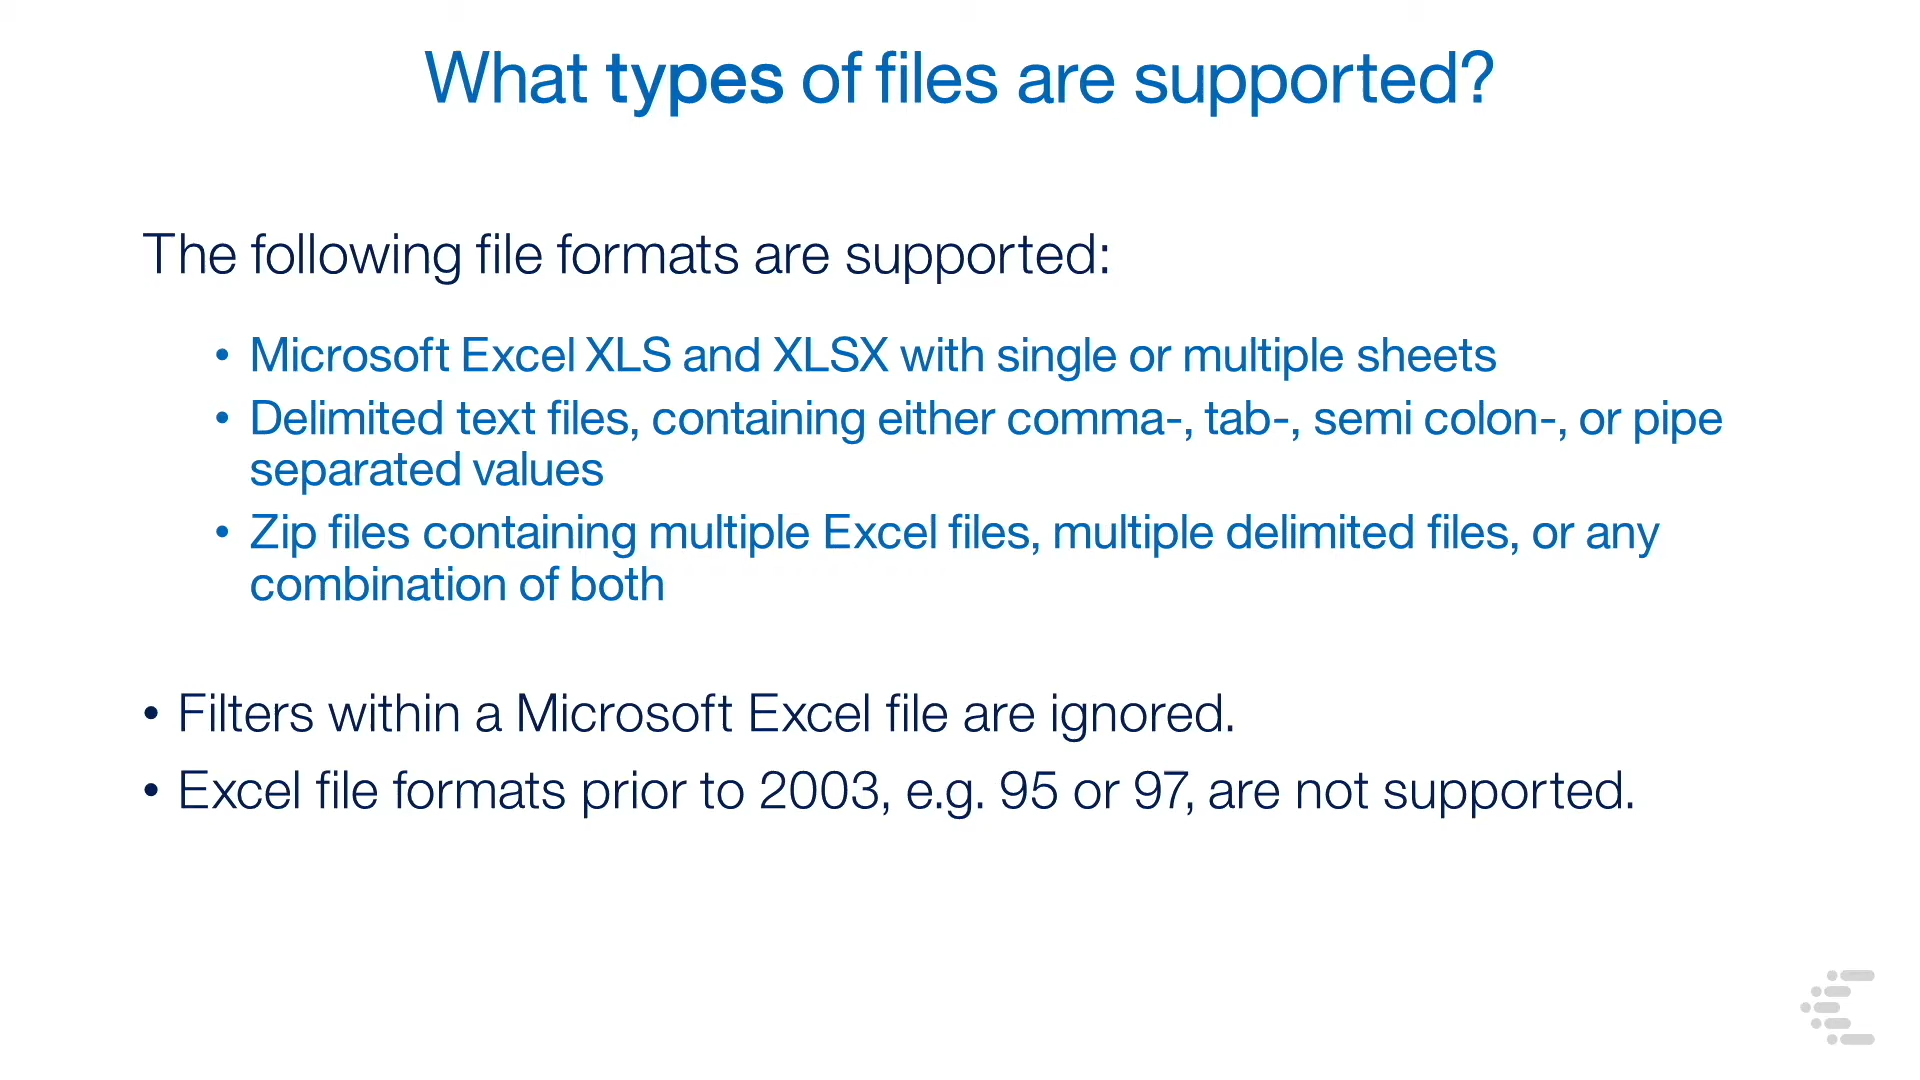 What types of files are supported?
The following file formats are supported:
• Microsoft Excel XLS and XLSX with single or multiple sheets
• Delimited text files, containing either comma-, tab-, semi colon-, or pipe
separated values
• Zip files containing multiple Excel files, multiple delimited files, or any
combination of both
• Filters within a Microsoft Excel file are ignored.
• Excel file formats prior to 2003, e.g. 95 or 97, are not supported.